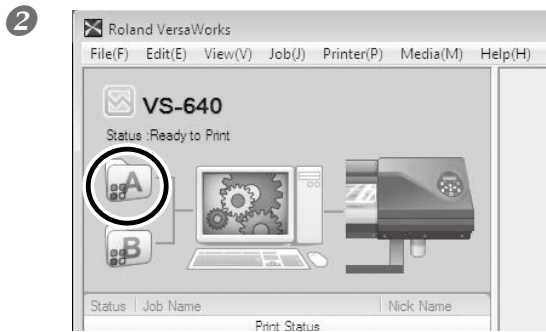 2
Roland VersaWorks
File(F) Edit(E) View(V) Job(J) Printer(P) Media(M) Help(H)
VS-640
Status :Ready to Print
A
B
Status Job Name Nick Name
Print Status